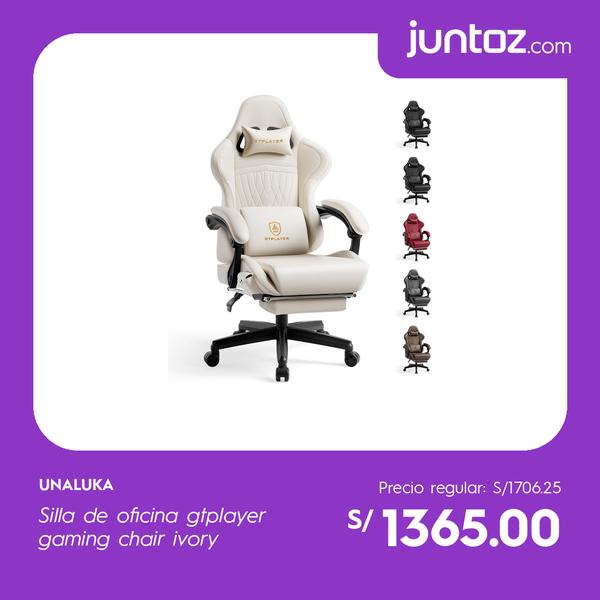 juntoz.com
GTPLAYER
GTPLAYER
UNALUKA
Silla de oficina gtplayer
gaming chair ivory
Precio regular: S/1706.25
S/ 1365.00